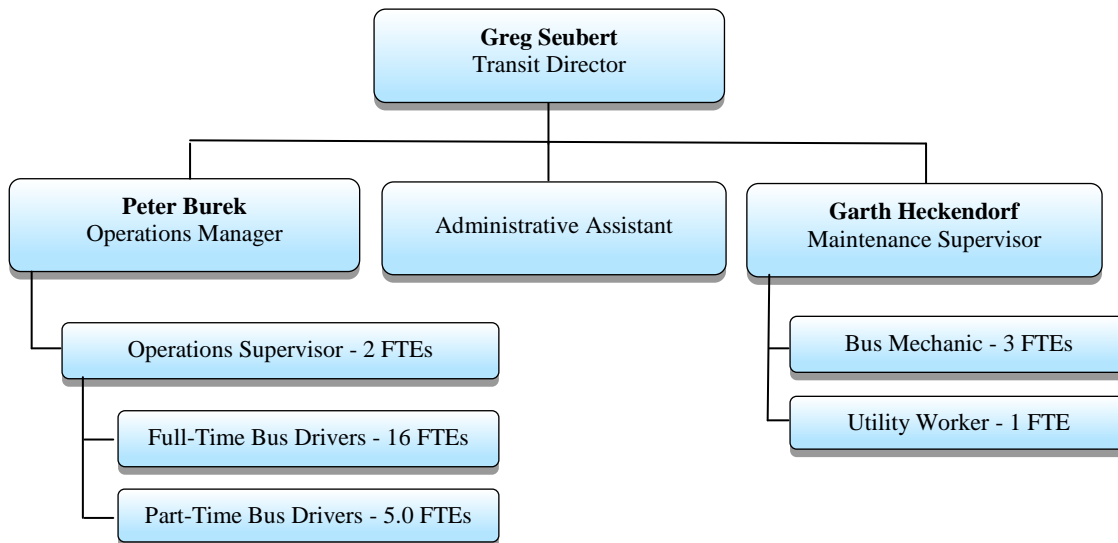 Greg Seubert
Transit Director
Peter Burek
Operations Manager
Administrative Assistant
Garth Heckendorf
Maintenance Supervisor
Operations Supervisor - 2 FTEs
Full-Time Bus Drivers - 16 FTEs
Part-Time Bus Drivers - 5.0 FTEs
Bus Mechanic - 3 FTEs
Utility Worker - 1 FTE